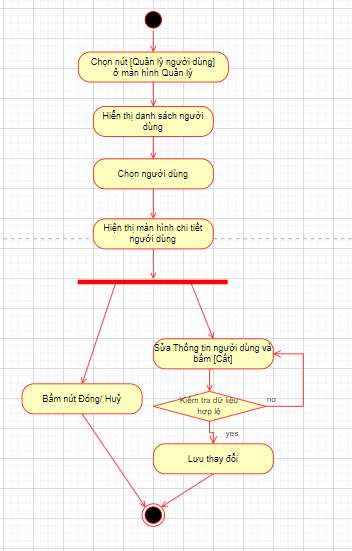 Chọn nút [Quản lý người dùng]
ở màn hình Quản lý
Hiển thị danh sách người
dùng
Chọn người dùng
Hiện thị màn hình chi tiết
người dùng
Sửa Thông tin người dùng và
bấm [Cất]
Bấm nút Đóng/ Huỷ
Kiểm tra dữ liệu
hợp lệ
no
yes
Lưu thay đổi